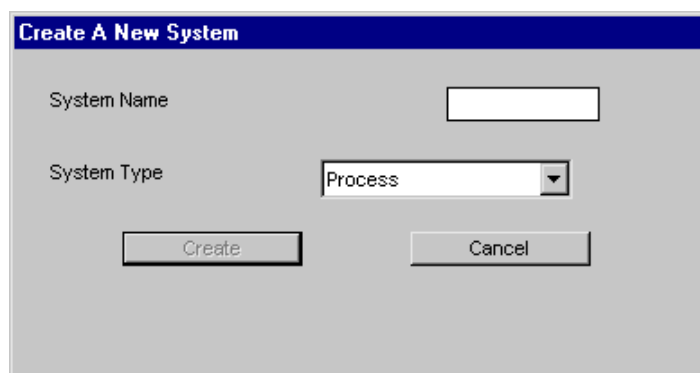 Create A New System
System Name
System Type
Process
Create
Cancel